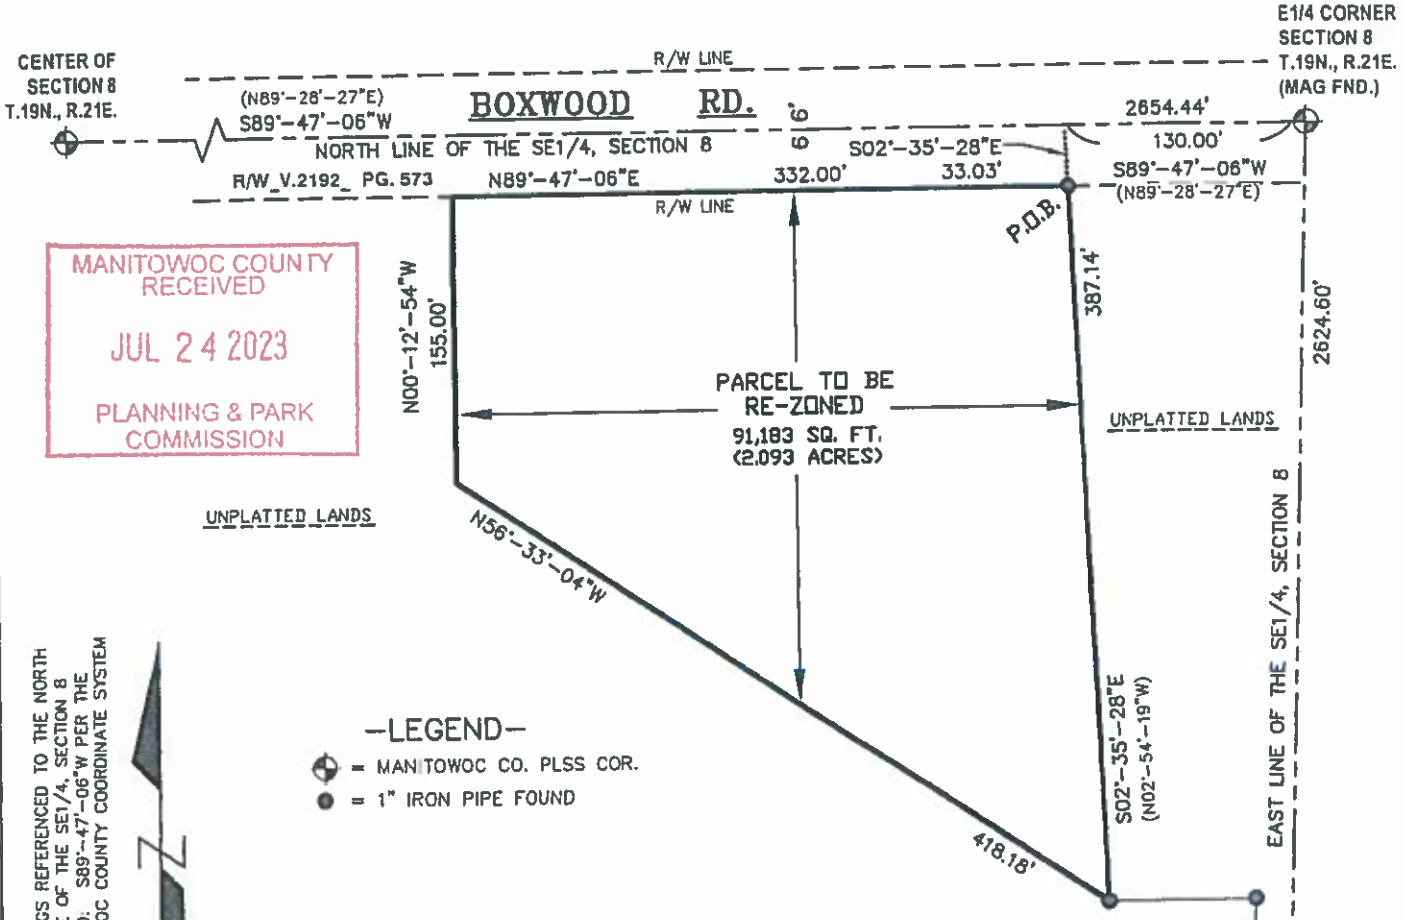 E1/4 CORNER
SECTION 8
T.19N., R.21E.
(MAG FND.)
CENTER OF
SECTION 8
T.19N., R.21E.
R/W LINE
(N89°-28'-27"E)
S89°-47'-06"W
BOXWOOD RD.
66'
2654.44'
130.00'
NORTH LINE OF THE SE1/4, SECTION 8
S02°-35'-28"E
S89°-47'-06"W
(N89°-28'-27"E)
R/W V.2192 PG. 573
N89°-47'-06"E
332.00'
33.03'
R/W LINE
P.O.B.
MANITOWOC COUNTY
RECEIVED
JUL 24 2023
PLANNING & PARK
COMMISSION
N00°-12'-54"W
155.00'
387.14'
2624.60'
PARCEL TO BE
RE-ZONED
91,183 SQ. FT.
(2.093 ACRES)
UNPLATTED LANDS
UNPLATTED LANDS
N56°-33'-04"W
418.18'
S02°-35'-28"E
(N02°-54'-19"W)
EAST LINE OF THE SE1/4, SECTION 8
-LEGEND-
= MANITOWOC CO. PLSS COR.
= 1" IRON PIPE FOUND
GS REFERENCED TO THE NORTH
E OF THE SE1/4, SECTION 8
S89°-47'-06"W PER THE
OC COUNTY COORDINATE SYSTEM
N